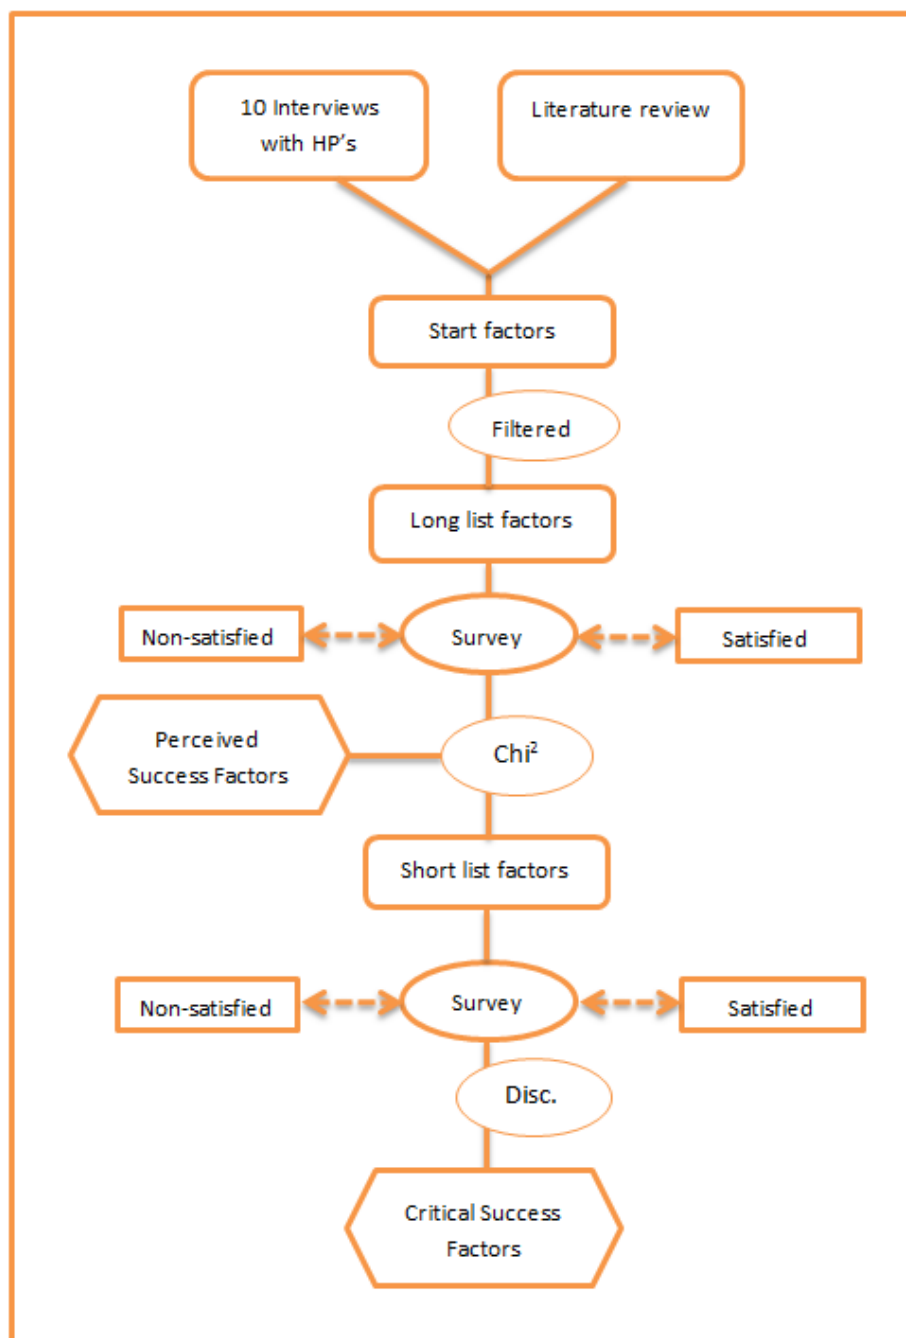 10 Interviews
with HP's
Literature review
Start factors
Filtered
Long list factors
Non-satisfied
Survey
Satisfied
Perceived
Success Factors
Chi²
Short list factors
Non-satisfied
Survey
Satisfied
Disc.
Critical Success
Factors